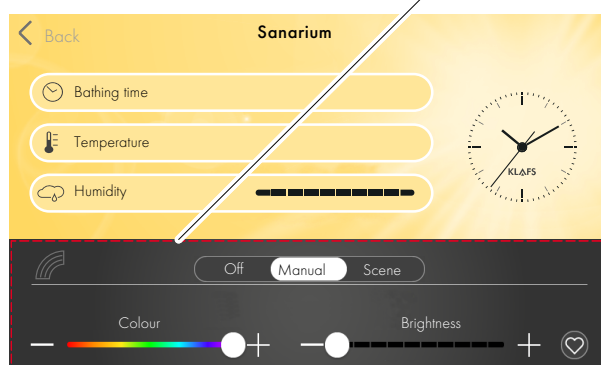 Back
Sanarium
Bathing time
Temperature
Humidity
KLAFS
Off Manual Scene
Colour
Brightness